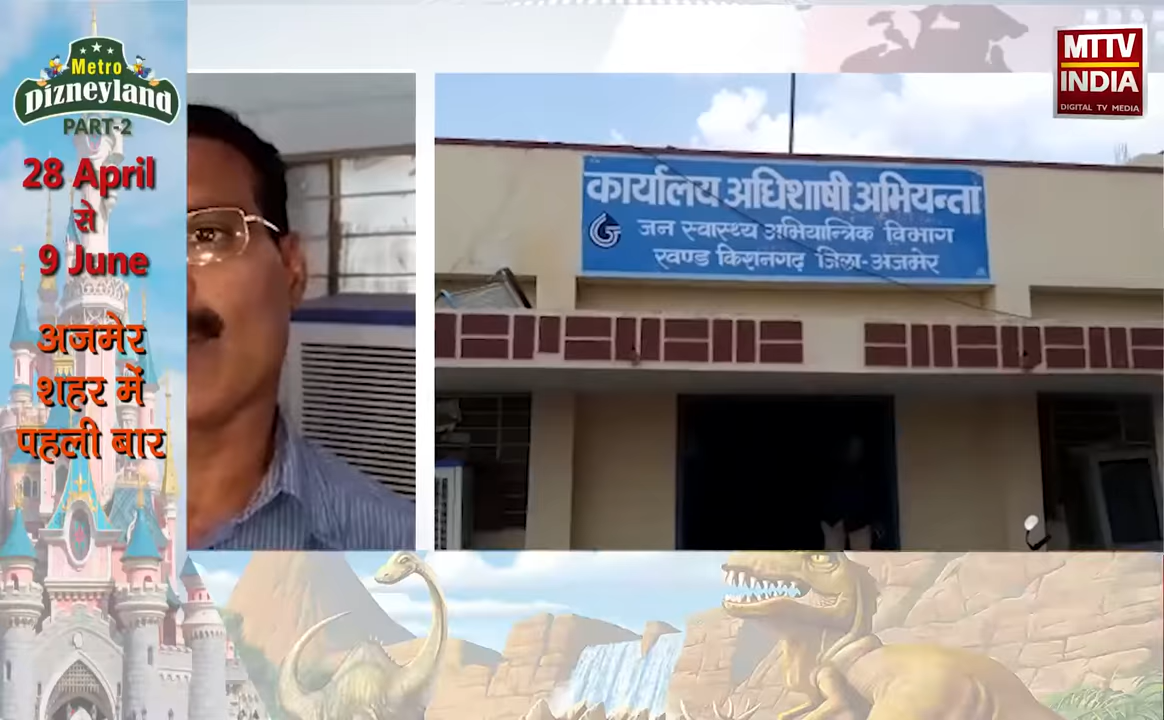 Metro
Dizneyland
PART-2
28 April
से
9 June
अजमेर
शहर में
पहली बार
MTTV
INDIA
DIGITAL TV MEDIA
कार्यालय अधिशाषी अभियन्ता
जन स्वास्थ्य अभियान्त्रिक विभाग
खण्ड किशनगढ़ जिला-अजमेर